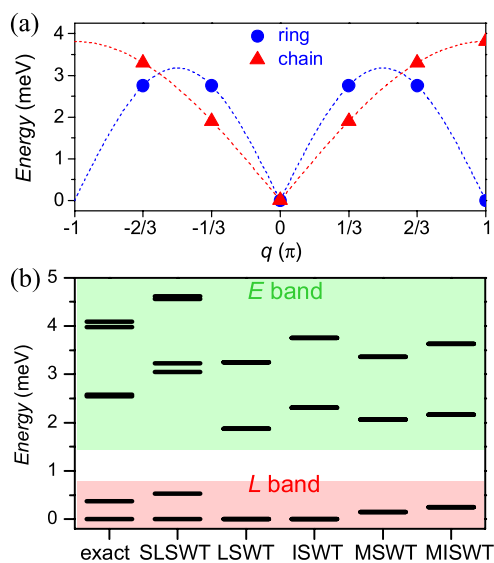 (a)
ring
chain
Energy (meV)
4
3
2
1
0
-1 -2/3 -1/3 0 1/3 2/3 1
q (π)
(b)
E band
Energy (meV)
5
4
3
2
1
0
L band
exact SLSWT LSWT ISWT MSWT MISWT